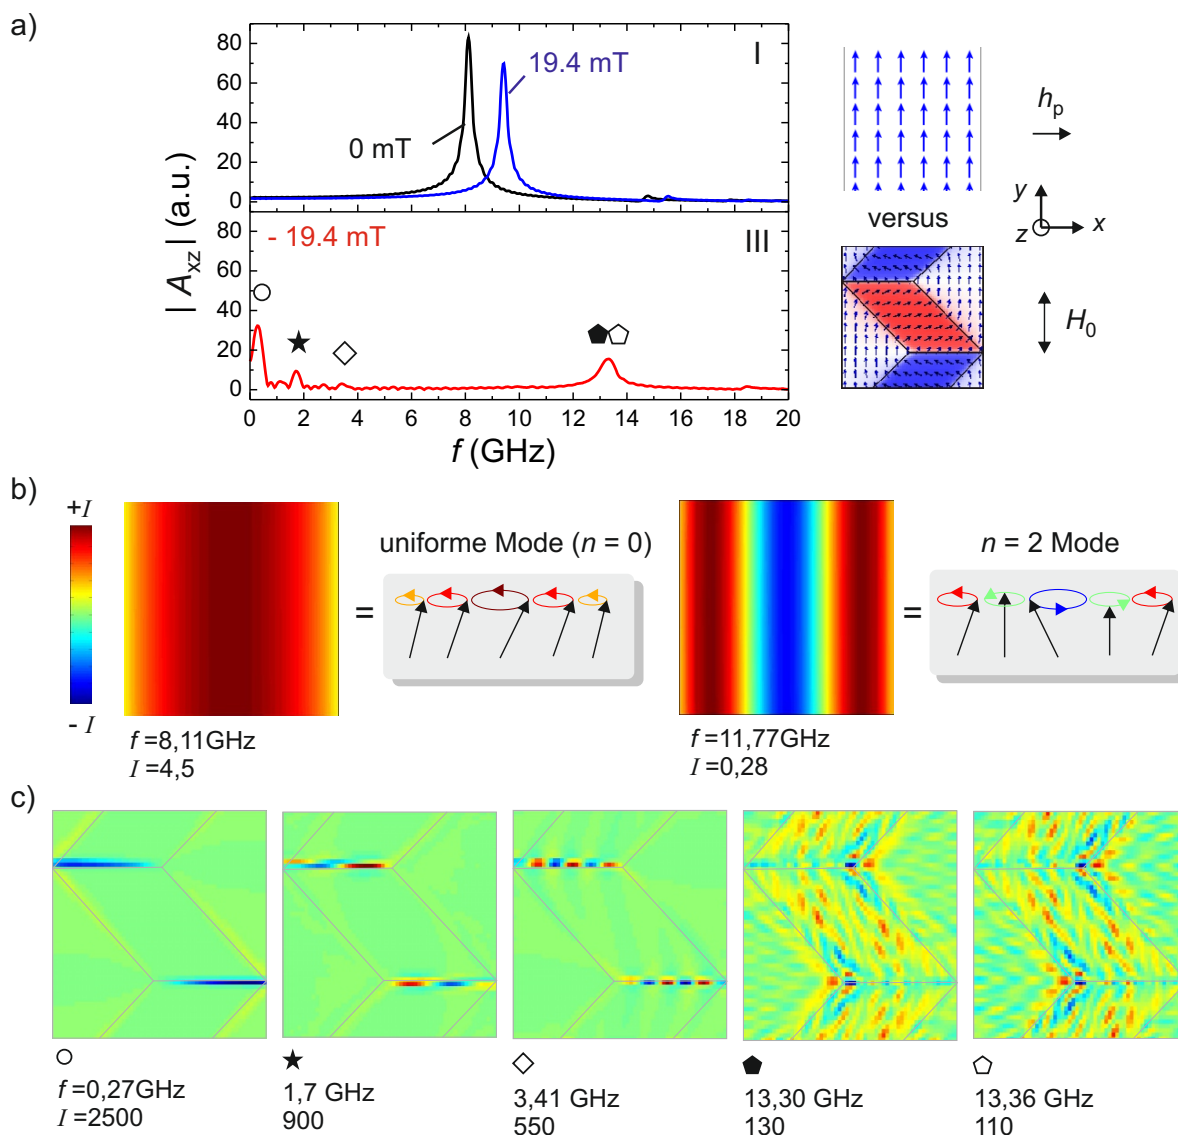 a)
80
60
40
20
0
I
19.4 mT
0 mT
| A_xz| (a.u.)
- 19.4 mT
III
80
60
40
20
0
0 2 4 6 8 10 12 14 16 18 20
f (GHz)
h_p
versus
y
z
x
H_0
b)
+I
- I
f =8,11GHz
I =4,5
=
uniforme Mode (n = 0)
f =11,77GHz
I =0,28
=
n = 2 Mode
c)
f =0,27GHz
I =2500
1,7 GHz
900
3,41 GHz
550
13,30 GHz
130
13,36 GHz
110